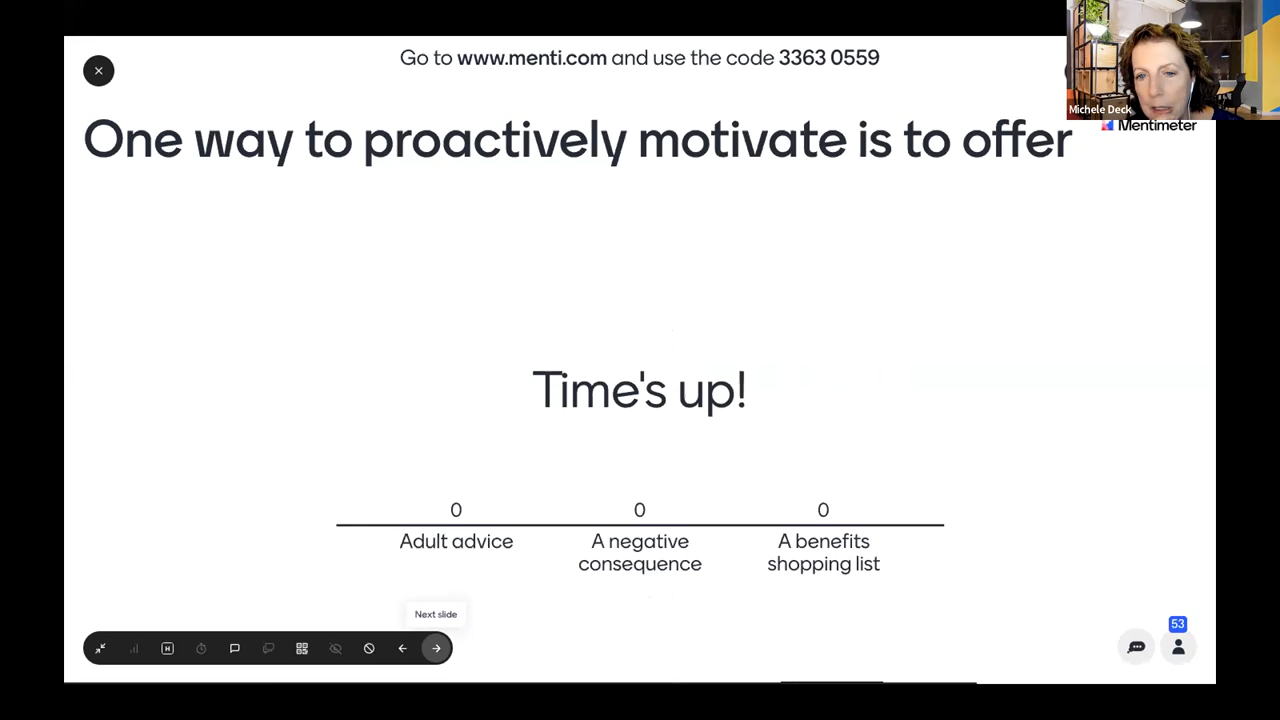 Go to www.menti.com and use the code 3363 0559
Michele Deck
Mentimeter
One way to proactively motivate is to offer
Time's up!
0
0
0
Adult advice
A negative
consequence
A benefits
shopping list
Next slide
H
53